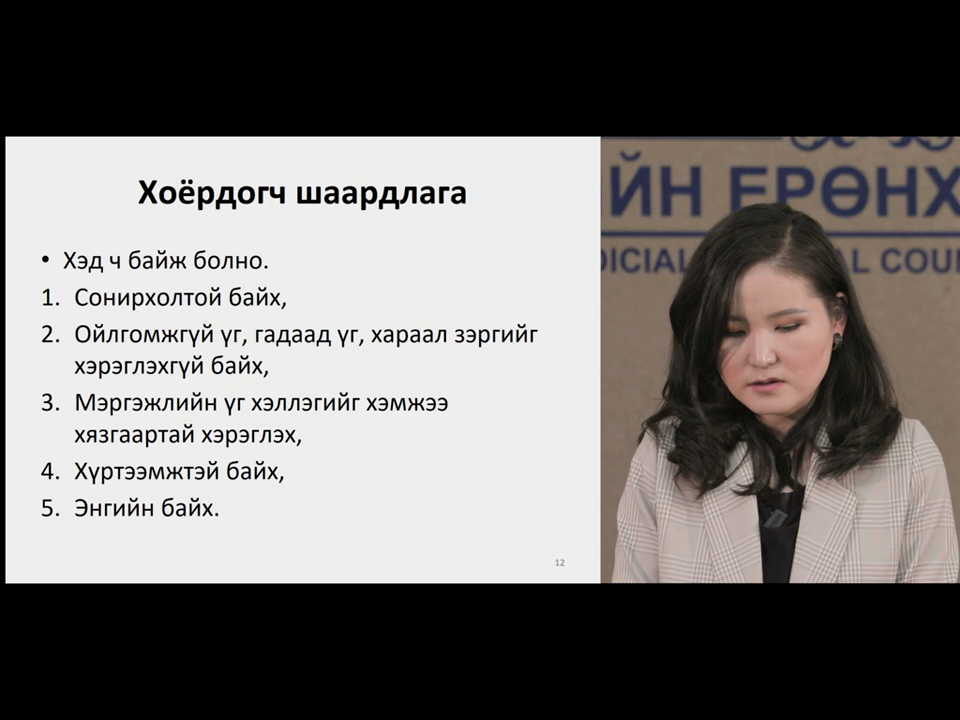 Хоёрдогч шаардлага
• Хэд ч байж болно.
1. Сонирхолтой байх,
2. Ойлгомжгүй үг, гадаад үг, хараал зэргийг
хэрэглэхгүй байх,
3. Мэргэжлийн үг хэллэгийг хэмжээ
хязгаартай хэрэглэх,
4. Хүртээмжтэй байх,
5. Энгийн байх.
12
ИЙН ЕРӨНХ
DICIAL AL COU